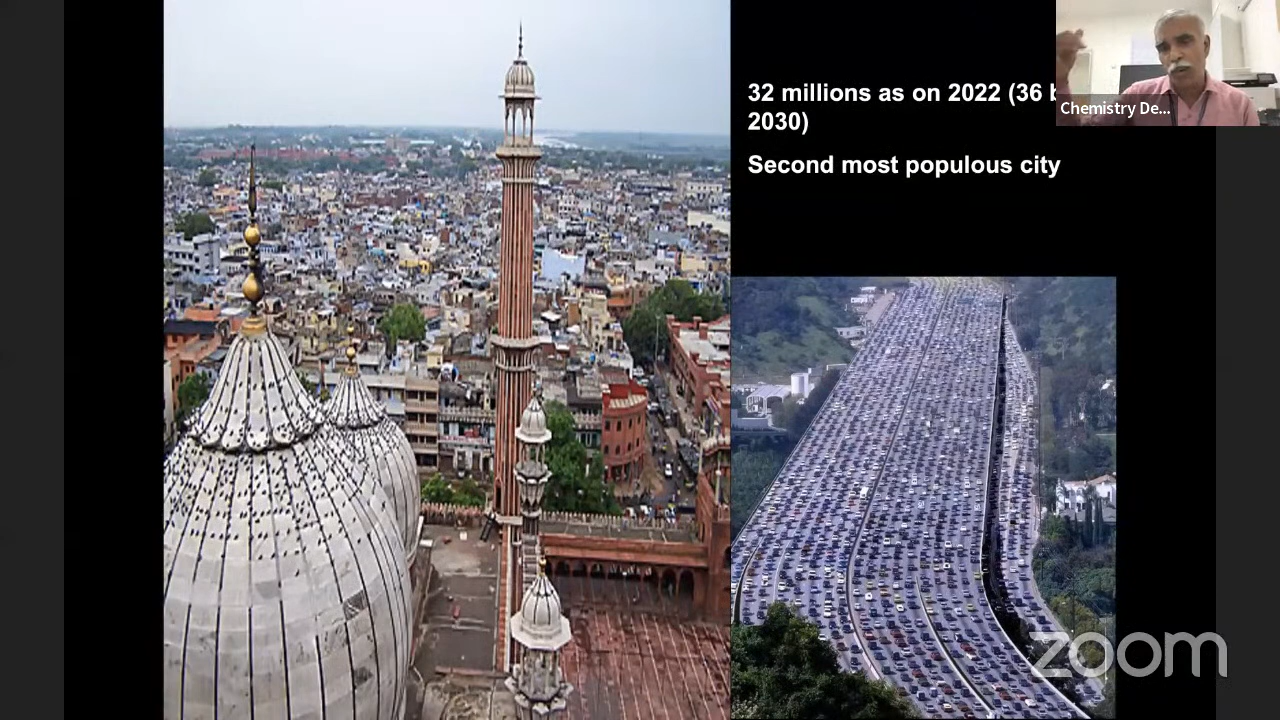 32 millions as on 2022 (36 b
2030)
Second most populous city
Chemistry De...
zoom